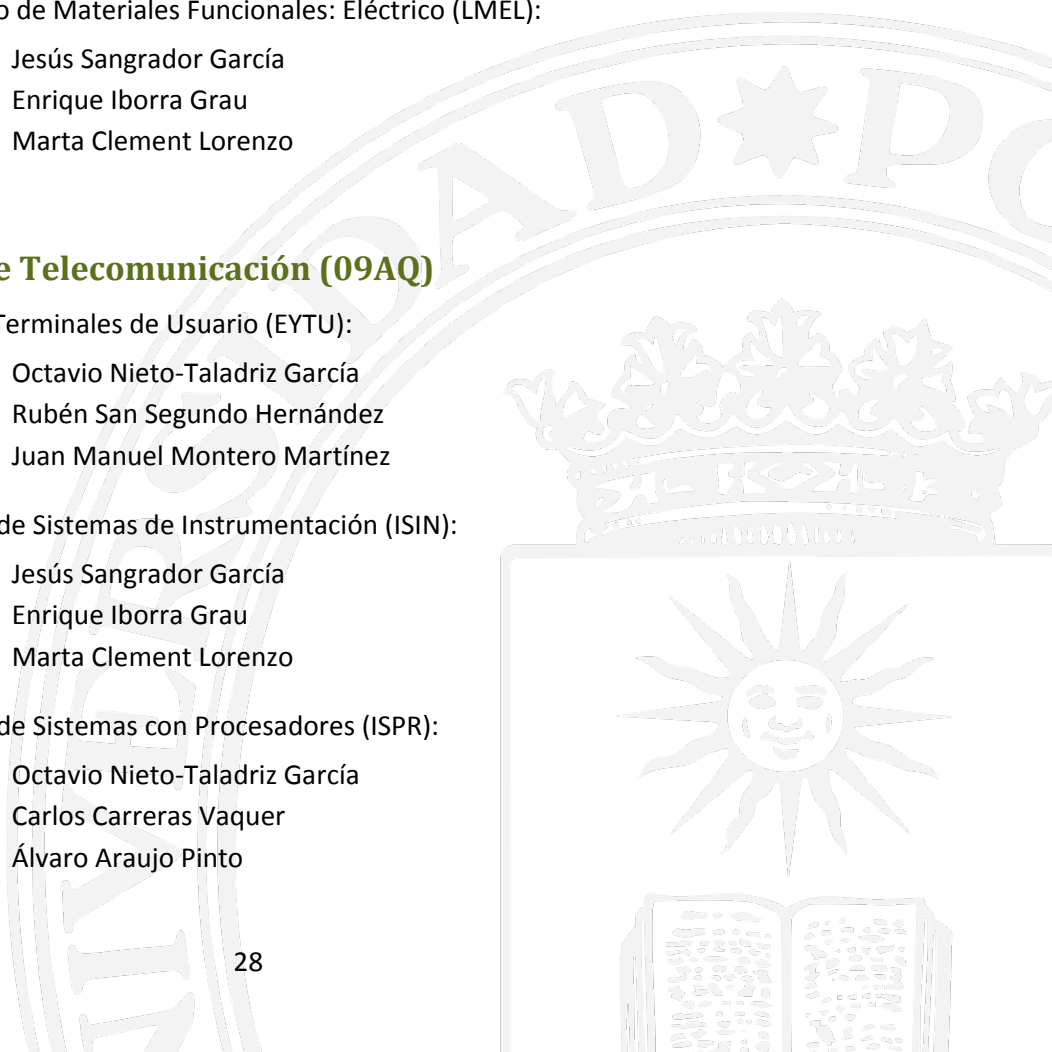 o de Materiales Funcionales: Eléctrico (LMEL):
Jesús Sangrador García
Enrique Iborra Grau
Marta Clement Lorenzo
e Telecomunicación (09AQ)
Terminales de Usuario (EYTU):
Octavio Nieto-Taladriz García
Rubén San Segundo Hernández
Juan Manuel Montero Martínez
de Sistemas de Instrumentación (ISIN):
Jesús Sangrador García
Enrique Iborra Grau
Marta Clement Lorenzo
de Sistemas con Procesadores (ISPR):
Octavio Nieto-Taladriz García
Carlos Carreras Vaquer
Álvaro Araujo Pinto
28
NIVERSIDAD PO